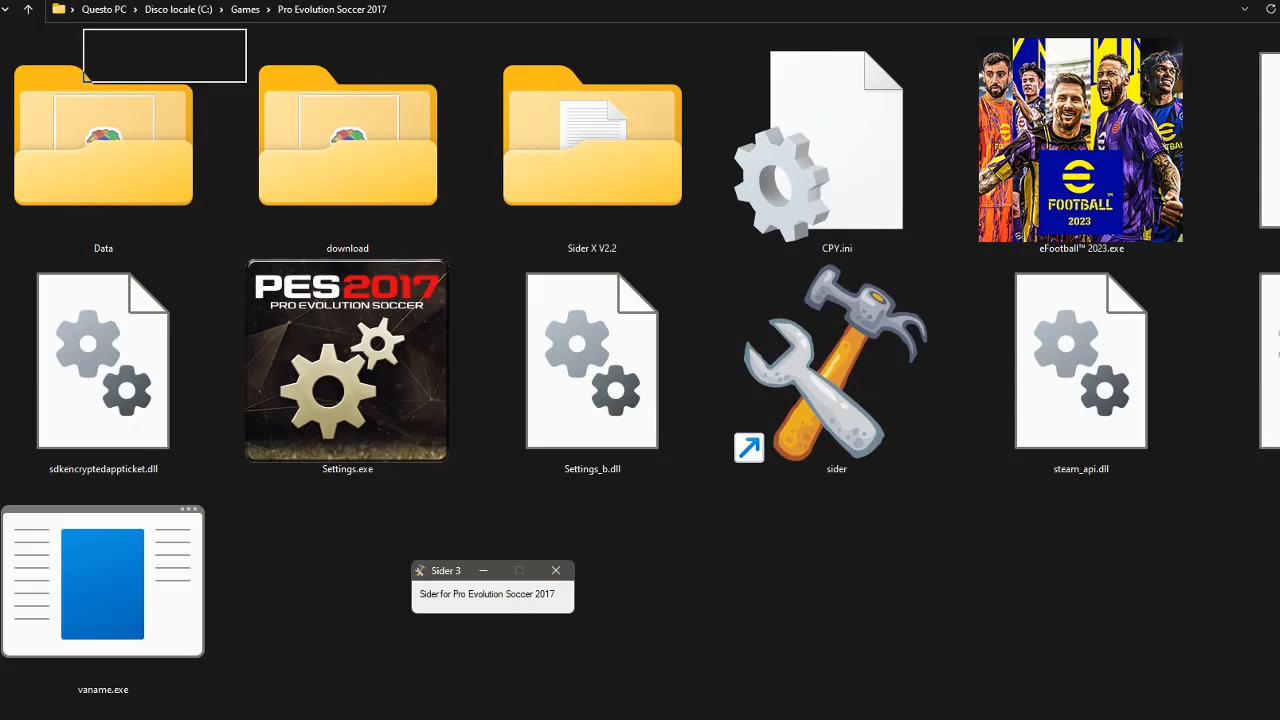 Questo PC > Disco locale (C:) > Games > Pro Evolution Soccer 2017
Data
download
Sider X V2.2
CPY.ini
FOOTBALL™
2023
eFootball™ 2023.exe
sdkencryptedappticket.dll
PES2017
PRO EVOLUTION SOCCER
Settings.exe
Settings_b.dll
sider
steam_api.dll
vaname.exe
Sider 3
Sider for Pro Evolution Soccer 2017